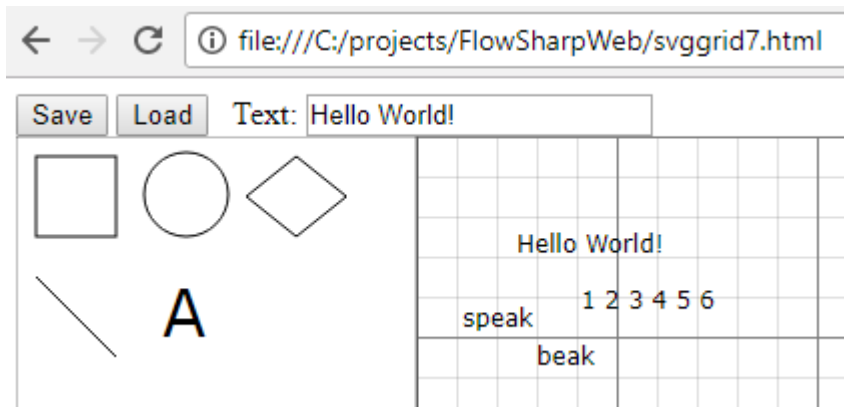 file:///C:/projects/FlowSharpWeb/svggrid7.html
Save Load Text: Hello World!
A
Hello World!
1 2 3 4 5 6
speak
beak